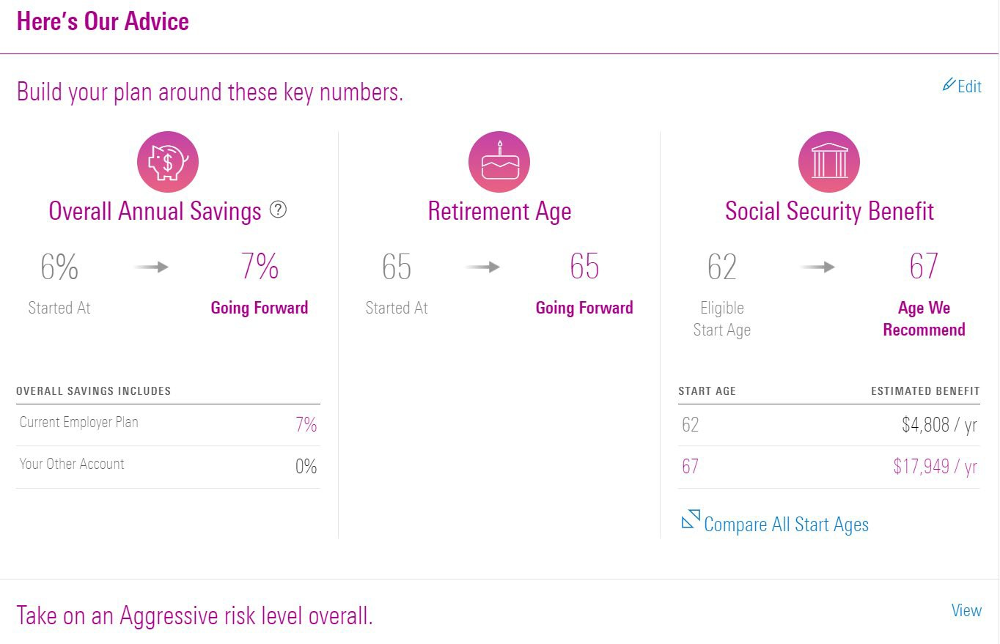 Here's Our Advice
Build your plan around these key numbers.
Edit
$
Overall Annual Savings ?
6%
7%
Started At
Going Forward
OVERALL SAVINGS INCLUDES
Current Employer Plan 7%
Your Other Account 0%
Retirement Age
65
65
Started At
Going Forward
Social Security Benefit
62
67
Eligible
Start Age
Age We
Recommend
START AGE ESTIMATED BENEFIT
62 $4,808 / yr
67 $17,949 / yr
Compare All Start Ages
Take on an Aggressive risk level overall.
View